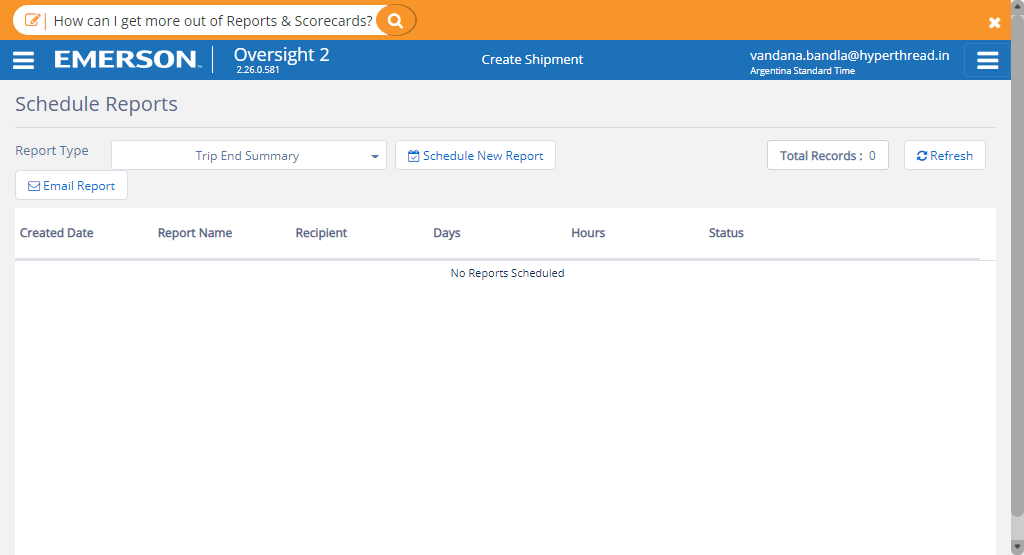 How can I get more out of Reports & Scorecards?
EMERSON™
Oversight 2
2.26.0.581
Create Shipment
vandana.bandla@hyperthread.in
Argentina Standard Time
Schedule Reports
Report Type
Trip End Summary
Schedule New Report
Total Records : 0
Refresh
Email Report
Created Date Report Name Recipient Days Hours Status
No Reports Scheduled